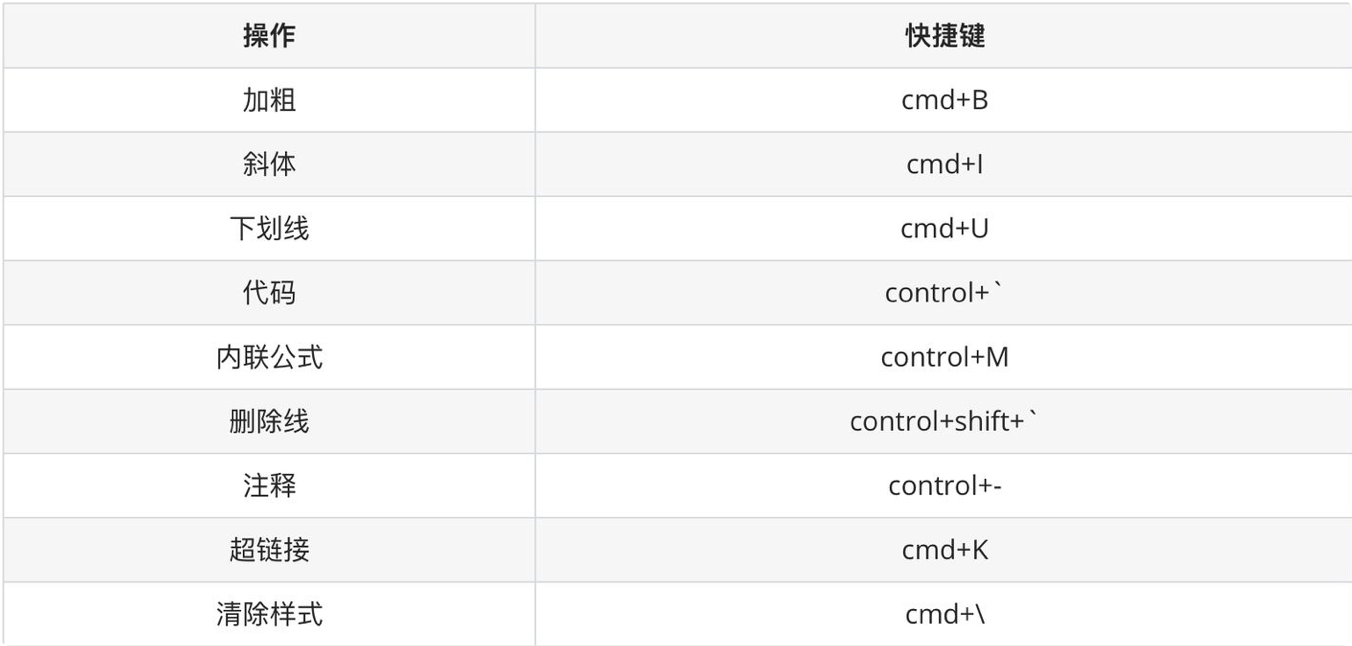 操作 快捷键
加粗 cmd+B
斜体 cmd+I
下划线 cmd+U
代码 control+`
内联公式 control+M
删除线 control+shift+`
注释 control+-
超链接 cmd+K
清除样式 cmd+\